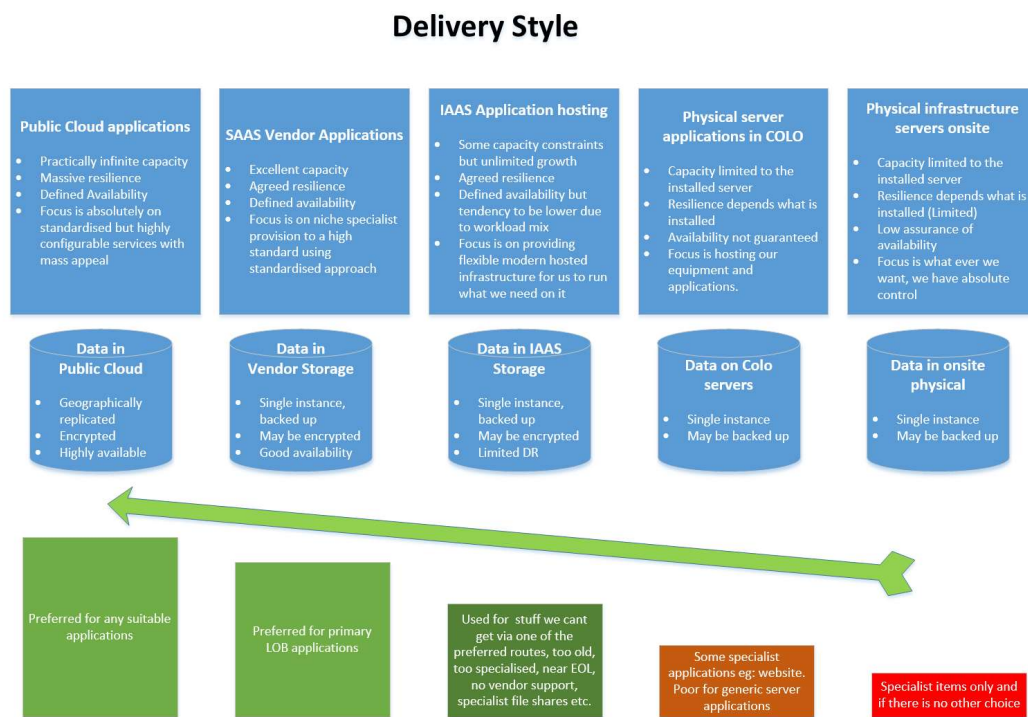 Delivery Style
Public Cloud applications
• Practically infinite capacity
• Massive resilience
• Defined Availability
• Focus is absolutely on
standardised but highly
configurable services with
mass appeal
SAAS Vendor Applications
• Excellent capacity
• Agreed resilience
• Defined availability
• Focus is on niche specialist
provision to a high
standard using
standardised approach
IAAS Application hosting
• Some capacity constraints
but unlimited growth
• Agreed resilience
• Defined availability but
tendency to be lower due
to workload mix
• Focus is on providing
flexible modern hosted
infrastructure for us to run
what we need on it
Physical server
applications in COLO
• Capacity limited to the
installed server
• Resilience depends what is
installed
• Availability not guaranteed
• Focus is hosting our
equipment and
applications.
Physical infrastructure
servers onsite
• Capacity limited to the
installed server
• Resilience depends what is
installed (Limited)
• Low assurance of
availability
• Focus is what ever we
want, we have absolute
control
Data in
Public Cloud
• Geographically
replicated
• Encrypted
• Highly available
Data in
Vendor Storage
• Single instance,
backed up
• May be encrypted
• Good availability
Data in IAAS
Storage
• Single instance,
backed up
• May be encrypted
• Limited DR
Data on Colo
servers
• Single instance
• May be backed up
Data in onsite
physical
• Single instance
• May be backed up
Preferred for any suitable
applications
Preferred for primary
LOB applications
Used for stuff we cant
get via one of the
preferred routes, too old,
too specialised, near EOL,
no vendor support,
specialist file shares etc.
Some specialist
applications eg: website.
Poor for generic server
applications
Specialist items only and
if there is no other choice